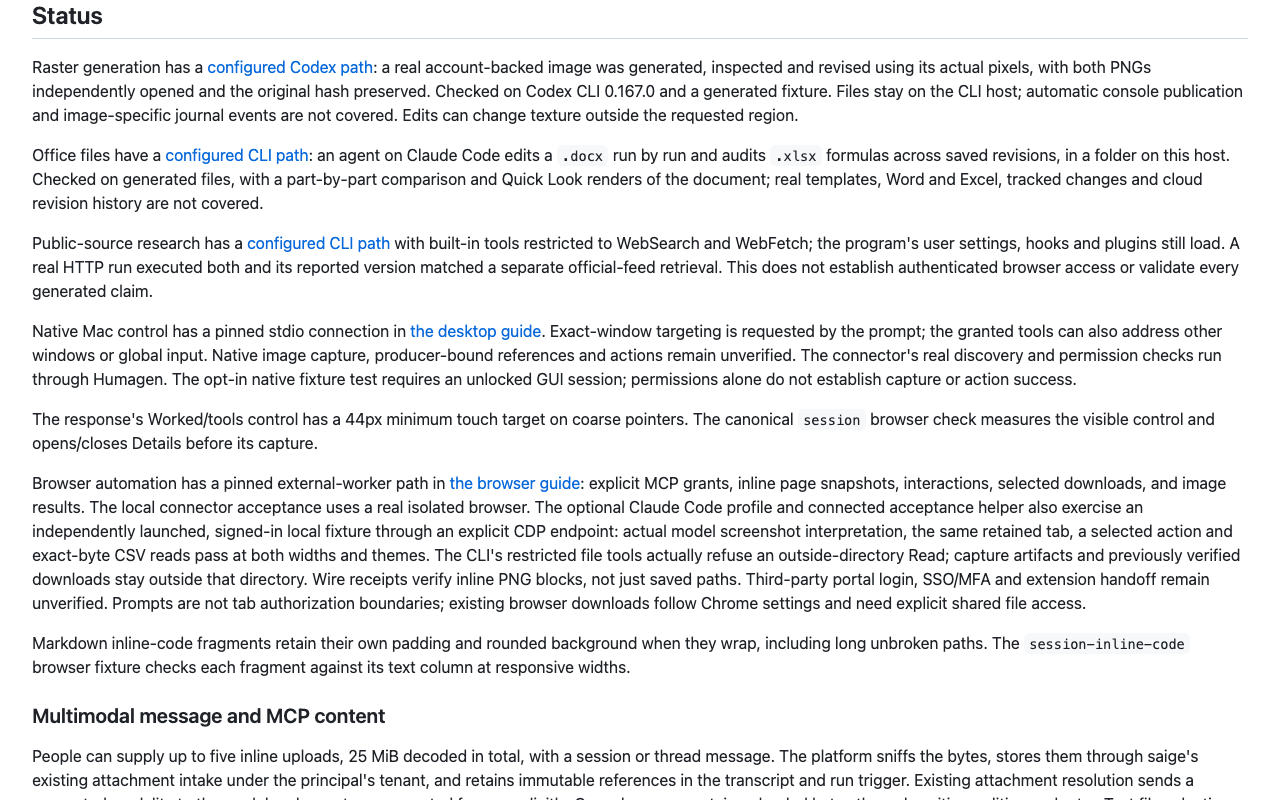 Status
Raster generation has a configured Codex path: a real account-backed image was generated, inspected and revised using its actual pixels, with both PNGs
independently opened and the original hash preserved. Checked on Codex CLI 0.167.0 and a generated fixture. Files stay on the CLI host; automatic console publication
and image-specific journal events are not covered. Edits can change texture outside the requested region.
Office files have a configured CLI path: an agent on Claude Code edits a .docx run by run and audits .xlsx formulas across saved revisions, in a folder on this host.
Checked on generated files, with a part-by-part comparison and Quick Look renders of the document; real templates, Word and Excel, tracked changes and cloud
revision history are not covered.
Public-source research has a configured CLI path with built-in tools restricted to WebSearch and WebFetch; the program's user settings, hooks and plugins still load. A
real HTTP run executed both and its reported version matched a separate official-feed retrieval. This does not establish authenticated browser access or validate every
generated claim.
Native Mac control has a pinned stdio connection in the desktop guide. Exact-window targeting is requested by the prompt; the granted tools can also address other
windows or global input. Native image capture, producer-bound references and actions remain unverified. The connector's real discovery and permission checks run
through Humagen. The opt-in native fixture test requires an unlocked GUI session; permissions alone do not establish capture or action success.
The response's Worked/tools control has a 44px minimum touch target on coarse pointers. The canonical session browser check measures the visible control and
opens/closes Details before its capture.
Browser automation has a pinned external-worker path in the browser guide: explicit MCP grants, inline page snapshots, interactions, selected downloads, and image
results. The local connector acceptance uses a real isolated browser. The optional Claude Code profile and connected acceptance helper also exercise an
independently launched, signed-in local fixture through an explicit CDP endpoint: actual model screenshot interpretation, the same retained tab, a selected action and
exact-byte CSV reads pass at both widths and themes. The CLI's restricted file tools actually refuse an outside-directory Read; capture artifacts and previously verified
downloads stay outside that directory. Wire receipts verify inline PNG blocks, not just saved paths. Third-party portal login, SSO/MFA and extension handoff remain
unverified. Prompts are not tab authorization boundaries; existing browser downloads follow Chrome settings and need explicit shared file access.
Markdown inline-code fragments retain their own padding and rounded background when they wrap, including long unbroken paths. The session-inline-code
browser fixture checks each fragment against its text column at responsive widths.
Multimodal message and MCP content
People can supply up to five inline uploads, 25 MiB decoded in total, with a session or thread message. The platform sniffs the bytes, stores them through saige's
existing attachment intake under the principal's tenant, and retains immutable references in the transcript and run trigger. Existing attachment resolution sends a